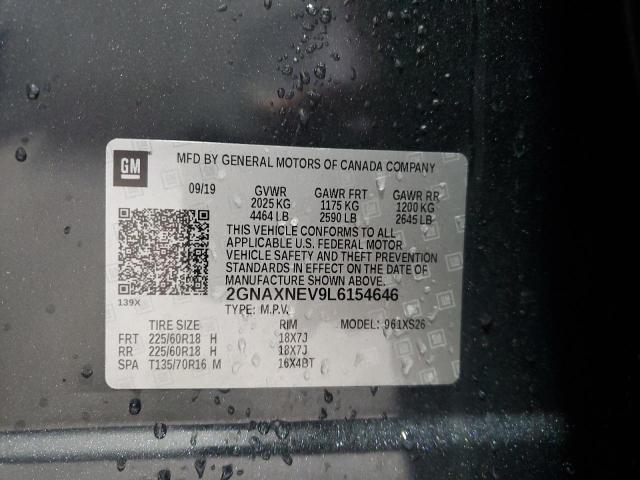 GM
MFD BY GENERAL MOTORS OF CANADA COMPANY
09/19 GVWR GAWR FRT GAWR RR
2025 KG 1175 KG 1200 KG
4464 LB 2590 LB 2645 LB
THIS VEHICLE CONFORMS TO ALL
APPLICABLE U.S. FEDERAL MOTOR
VEHICLE SAFETY AND THEFT PREVENTION
STANDARDS IN EFFECT ON THE DATE OF
MANUFACTURE SHOWN ABOVE.
139X 2GNAXNEV9L6154646
TYPE: M.P.V.
TIRE SIZE RIM MODEL: 961XS26
FRT 225/60R18 H 18X7J
RR 225/60R18 H 18X7J
SPA T135/70R16 M 16X4BT